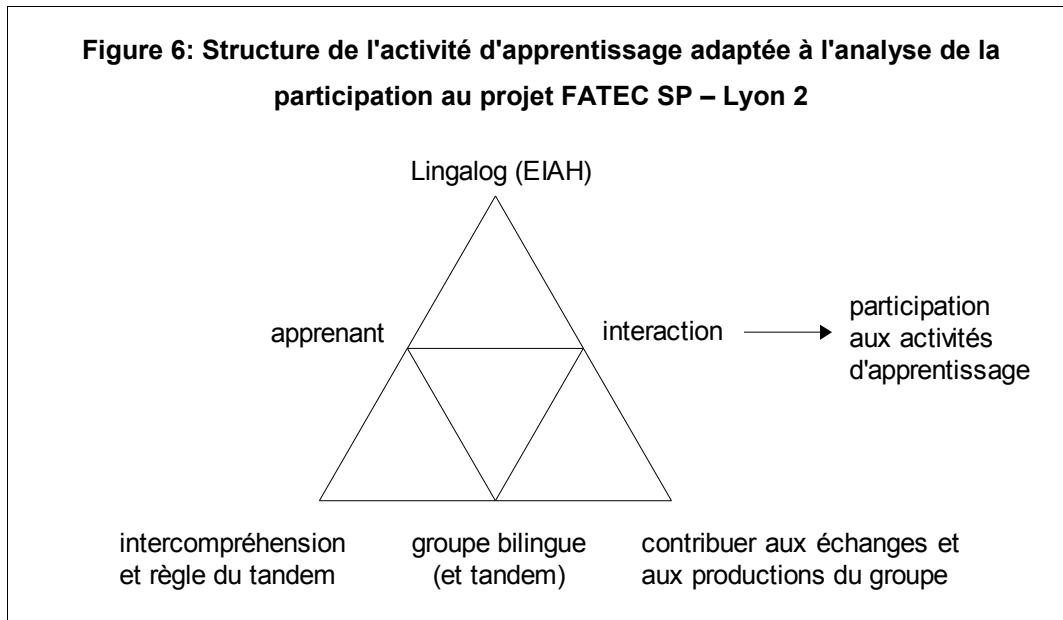 Figure 6: Structure de l'activité d'apprentissage adaptée à l'analyse de la
participation au projet FATEC SP – Lyon 2
Lingalog (EIAH)
apprenant
interaction
participation
aux activités
d'apprentissage
intercompréhension
et règle du tandem
groupe bilingue
(et tandem)
contribuer aux échanges et
aux productions du groupe